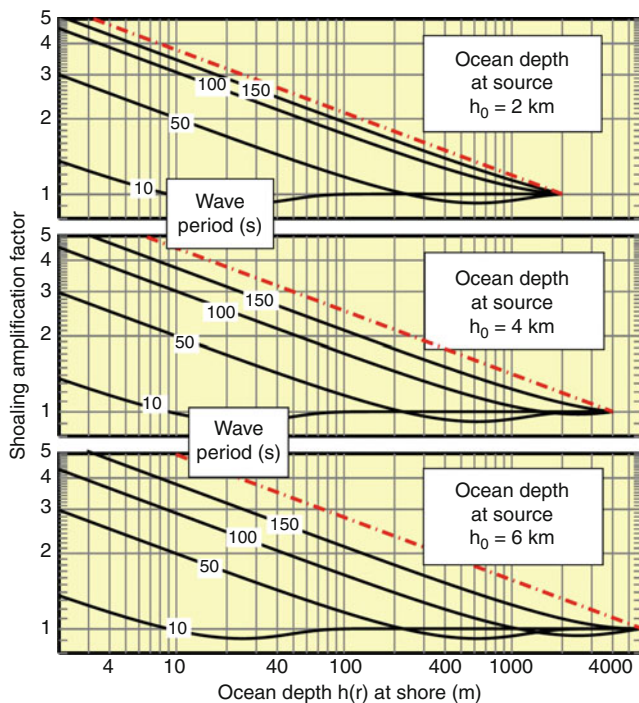 Shoaling amplification factor
5
4
3
2
1
100
150
50
10
Ocean depth
at source
h0 = 2 km
Wave
period (s)
5
4
3
2
1
150
100
50
10
Ocean depth
at source
h0 = 4 km
Wave
period (s)
5
4
3
2
1
150
100
50
10
Ocean depth
at source
h0 = 6 km
4 10 20 40 100 200 400 1000 4000
Ocean depth h(r) at shore (m)